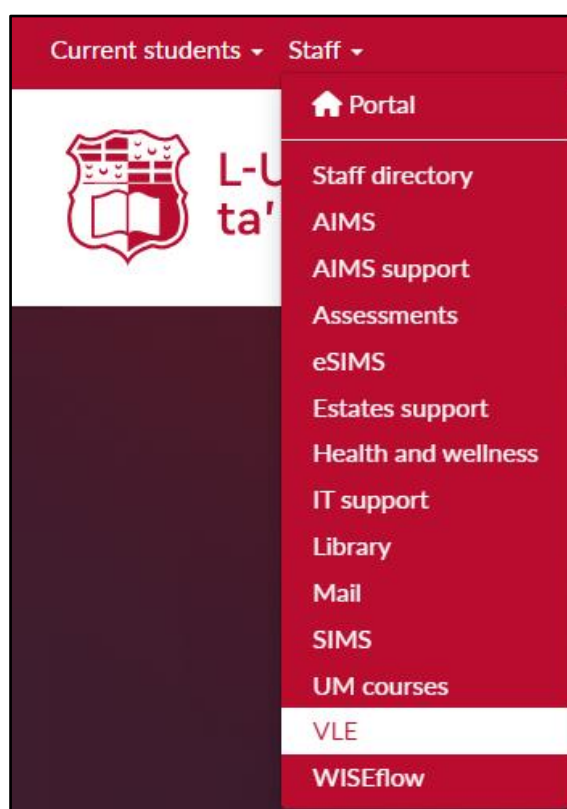 Current students Staff
Portal
L-U
ta'
Staff directory
AIMS
AIMS support
Assessments
eSIMS
Estates support
Health and wellness
IT support
Library
Mail
SIMS
UM courses
VLE
WISEflow